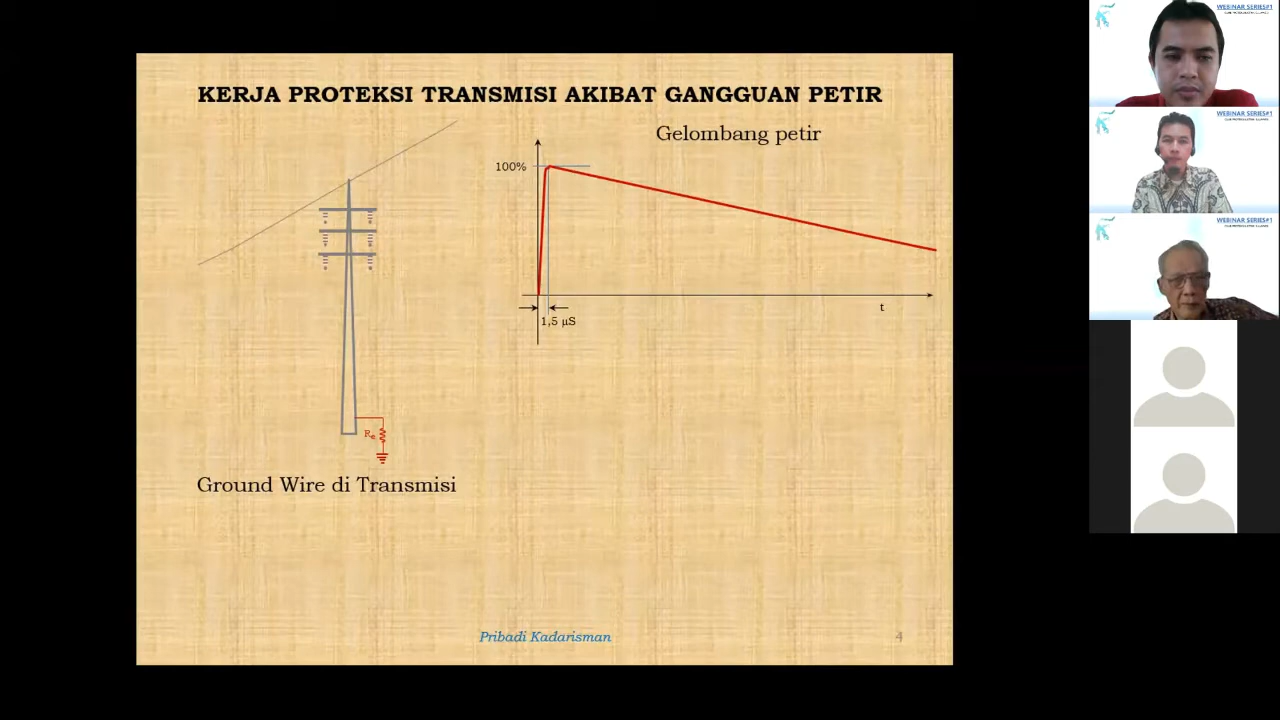 KERJA PROTEKSI TRANSMISI AKIBAT GANGGUAN PETIR
Gelombang petir
100%
t
1,5 µS
Re
Ground Wire di Transmisi
Pribadi Kadarisman
4
WEBINAR SERIES#1
WEBINAR SERIES#1
WEBINAR SERIES#1